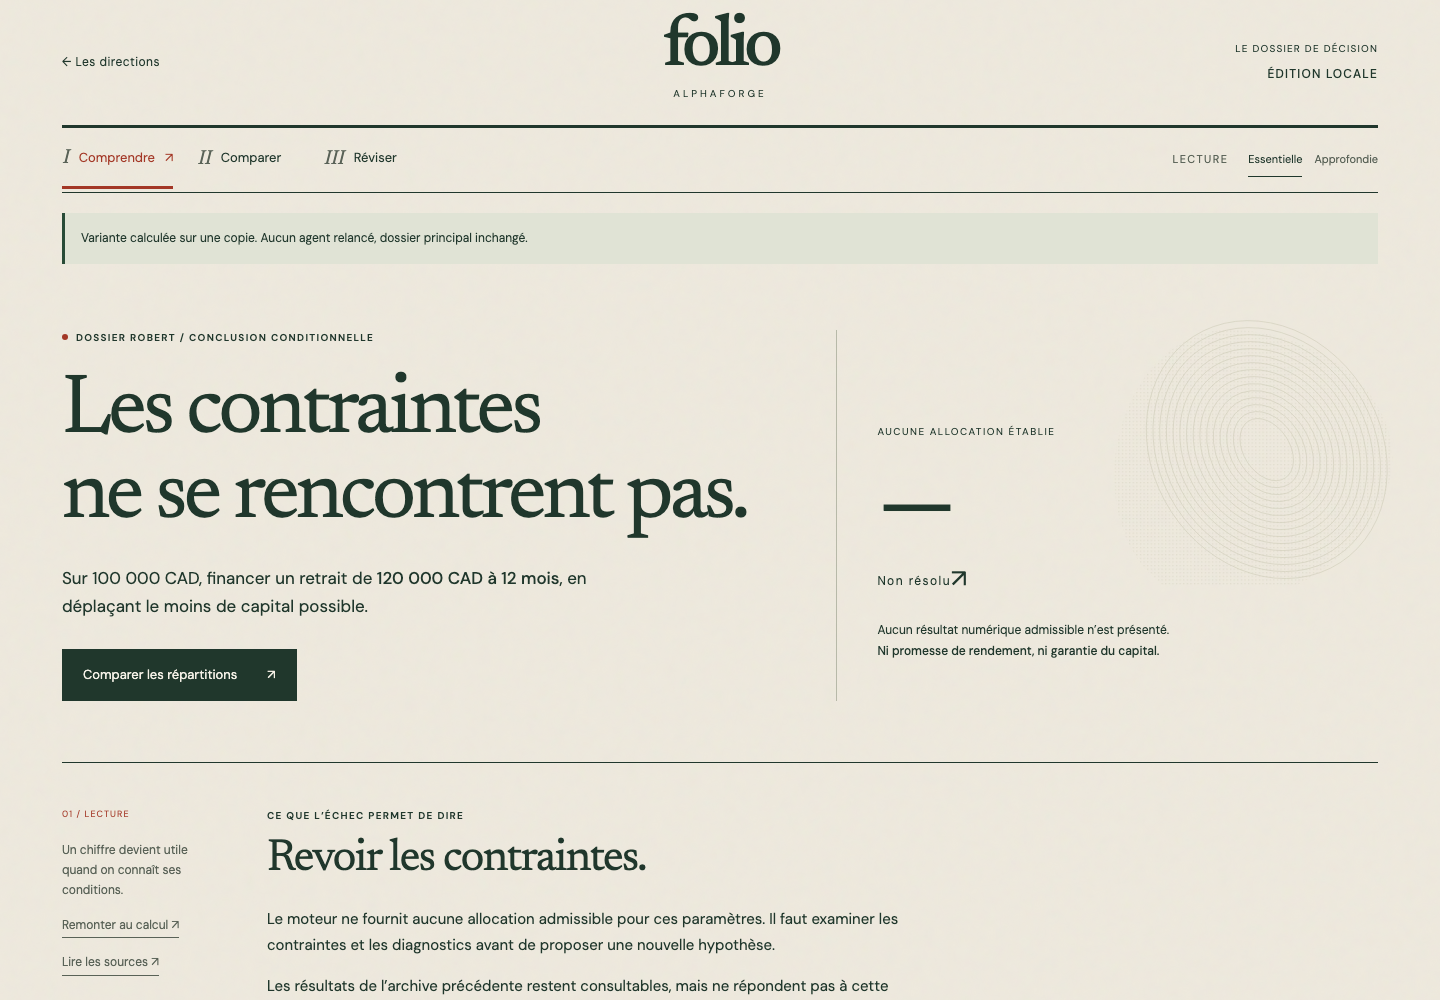 ← Les directions
folio
ALPHAFORGE
LE DOSSIER DE DÉCISION
ÉDITION LOCALE
I Comprendre ↗
II Comparer
III Réviser
LECTURE Essentielle Approfondie
Variante calculée sur une copie. Aucun agent relancé, dossier principal inchangé.
DOSSIER ROBERT / CONCLUSION CONDITIONNELLE
Les contraintes
ne se rencontrent pas.
Sur 100 000 CAD, financer un retrait de 120 000 CAD à 12 mois, en
déplaçant le moins de capital possible.
Comparer les répartitions ↗
AUCUNE ALLOCATION ÉTABLIE
—
Non résolu↗
Aucun résultat numérique admissible n’est présenté.
Ni promesse de rendement, ni garantie du capital.
01 / LECTURE
Un chiffre devient utile
quand on connaît ses
conditions.
Remonter au calcul ↗
Lire les sources ↗
CE QUE L’ÉCHEC PERMET DE DIRE
Revoir les contraintes.
Le moteur ne fournit aucune allocation admissible pour ces paramètres. Il faut examiner les
contraintes et les diagnostics avant de proposer une nouvelle hypothèse.
Les résultats de l’archive précédente restent consultables, mais ne répondent pas à cette